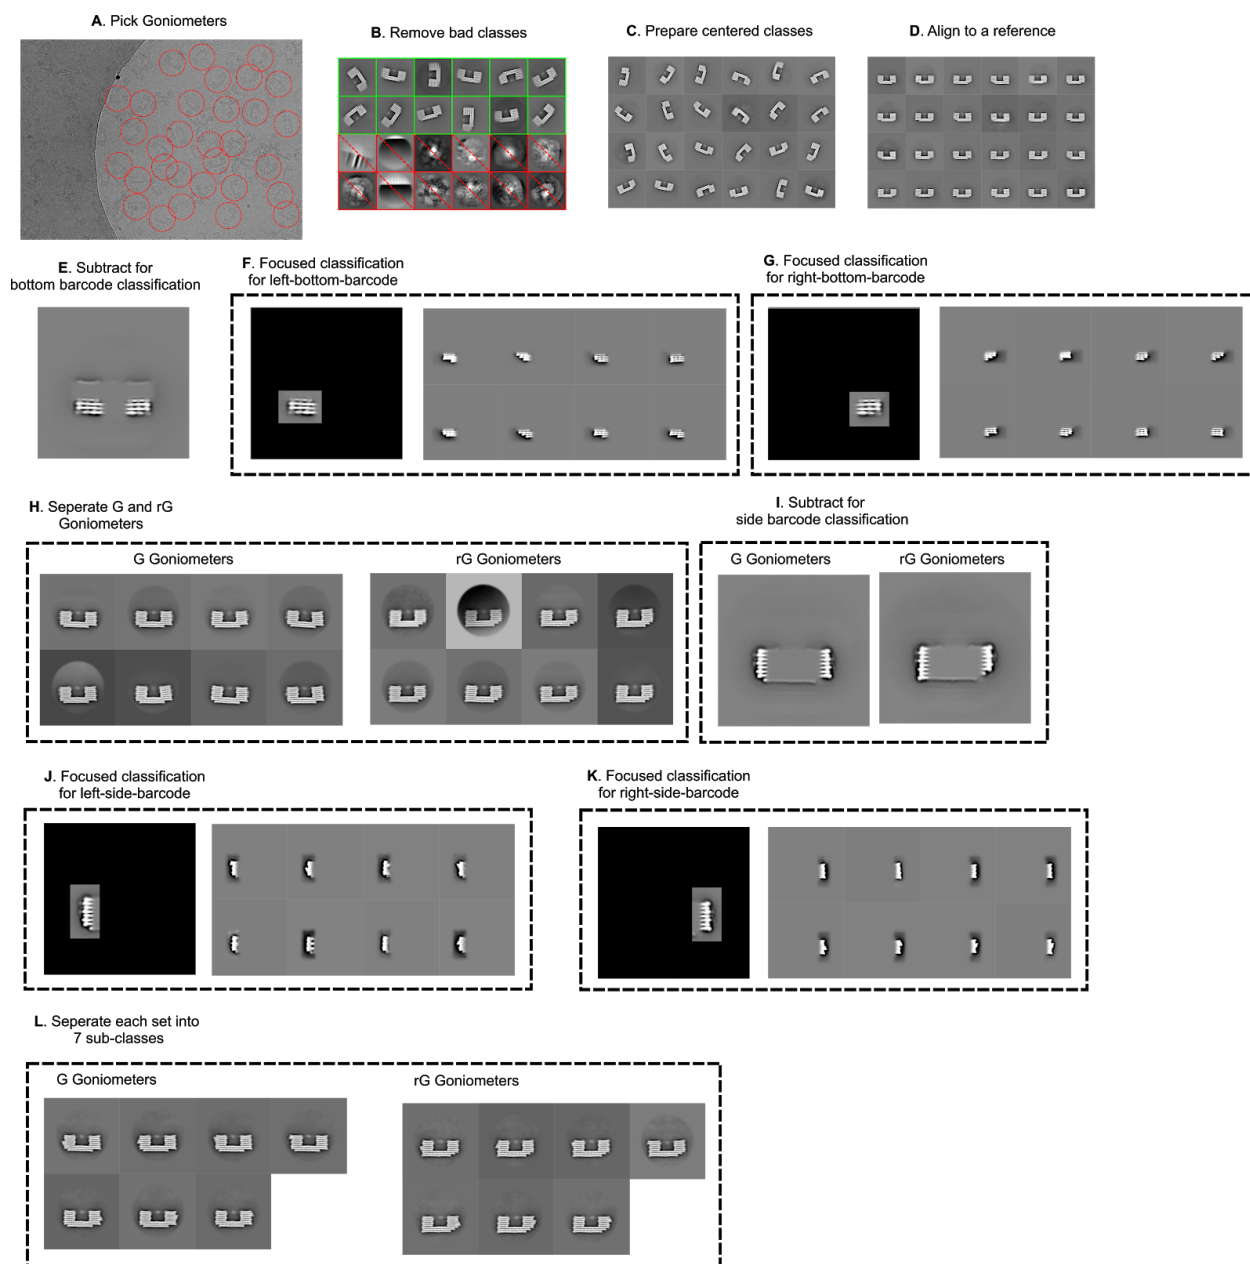 A. Pick Goniometers
B. Remove bad classes
C. Prepare centered classes
D. Align to a reference
E. Subtract for
bottom barcode classification
F. Focused classification
for left-bottom-barcode
G. Focused classification
for right-bottom-barcode
H. Seperate G and rG
Goniometers
G Goniometers
rG Goniometers
I. Subtract for
side barcode classification
G Goniometers
rG Goniometers
J. Focused classification
for left-side-barcode
K. Focused classification
for right-side-barcode
L. Seperate each set into
7 sub-classes
G Goniometers
rG Goniometers